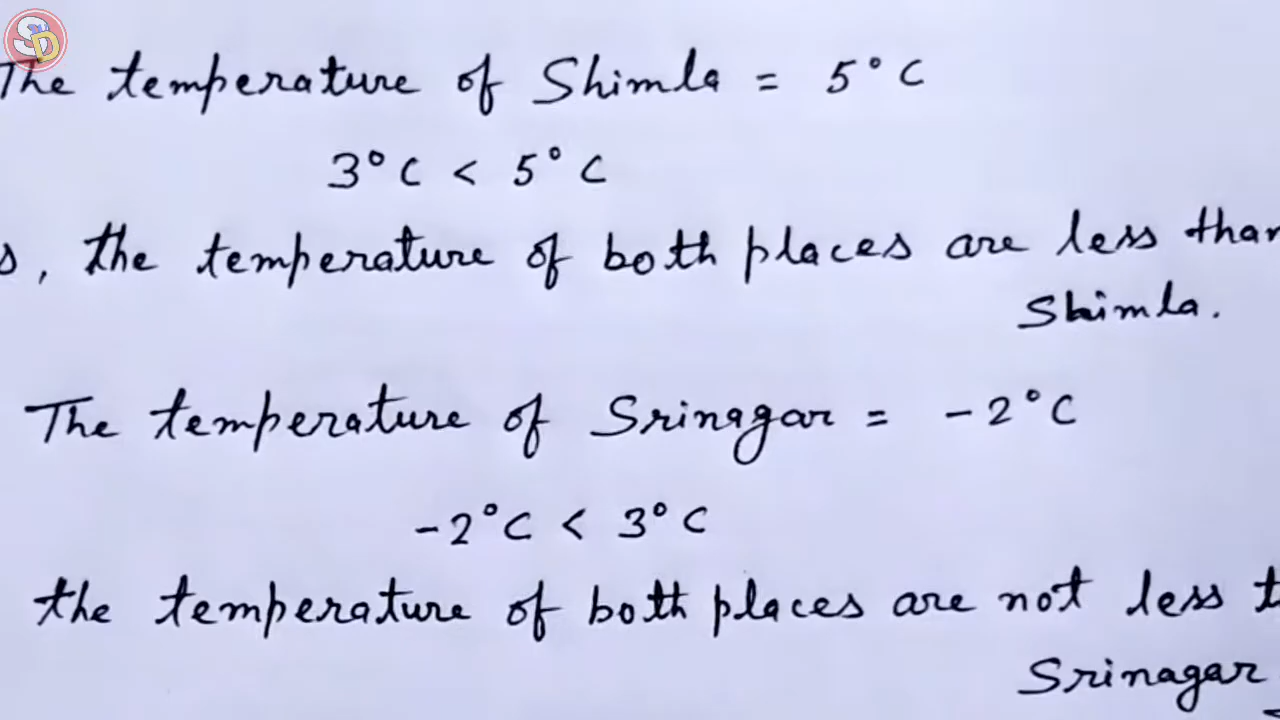 The temperature of Shimla = 5°C
3°C < 5°C
s, the temperature of both places are less than
Shimla.
The temperature of Srinagar = -2°C
-2°C < 3°C
the temperature of both places are not less t
Srinagar